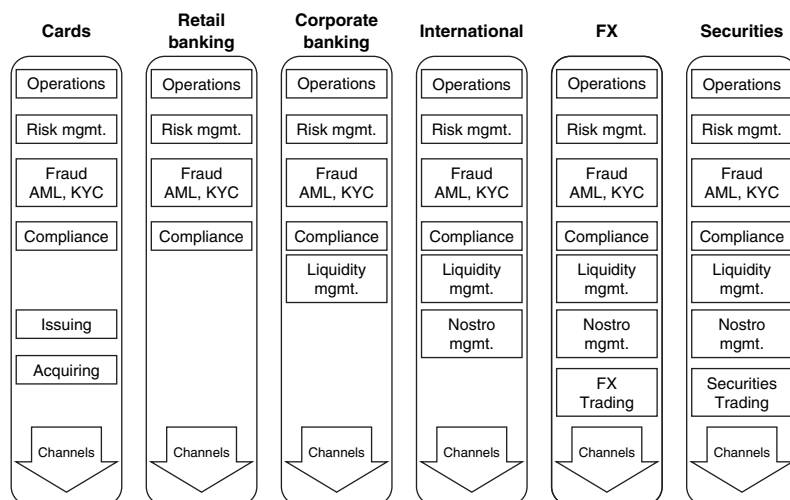 Cards
Retail
banking
Corporate
banking
International
FX
Securities
Operations
Operations
Operations
Operations
Operations
Operations
Risk mgmt.
Risk mgmt.
Risk mgmt.
Risk mgmt.
Risk mgmt.
Risk mgmt.
Fraud
AML, KYC
Fraud
AML, KYC
Fraud
AML, KYC
Fraud
AML, KYC
Fraud
AML, KYC
Fraud
AML, KYC
Compliance
Compliance
Compliance
Compliance
Compliance
Compliance
Liquidity
mgmt.
Liquidity
mgmt.
Liquidity
mgmt.
Liquidity
mgmt.
Issuing
Nostro
mgmt.
Nostro
mgmt.
Nostro
mgmt.
Acquiring
FX
Trading
Securities
Trading
Channels
Channels
Channels
Channels
Channels
Channels